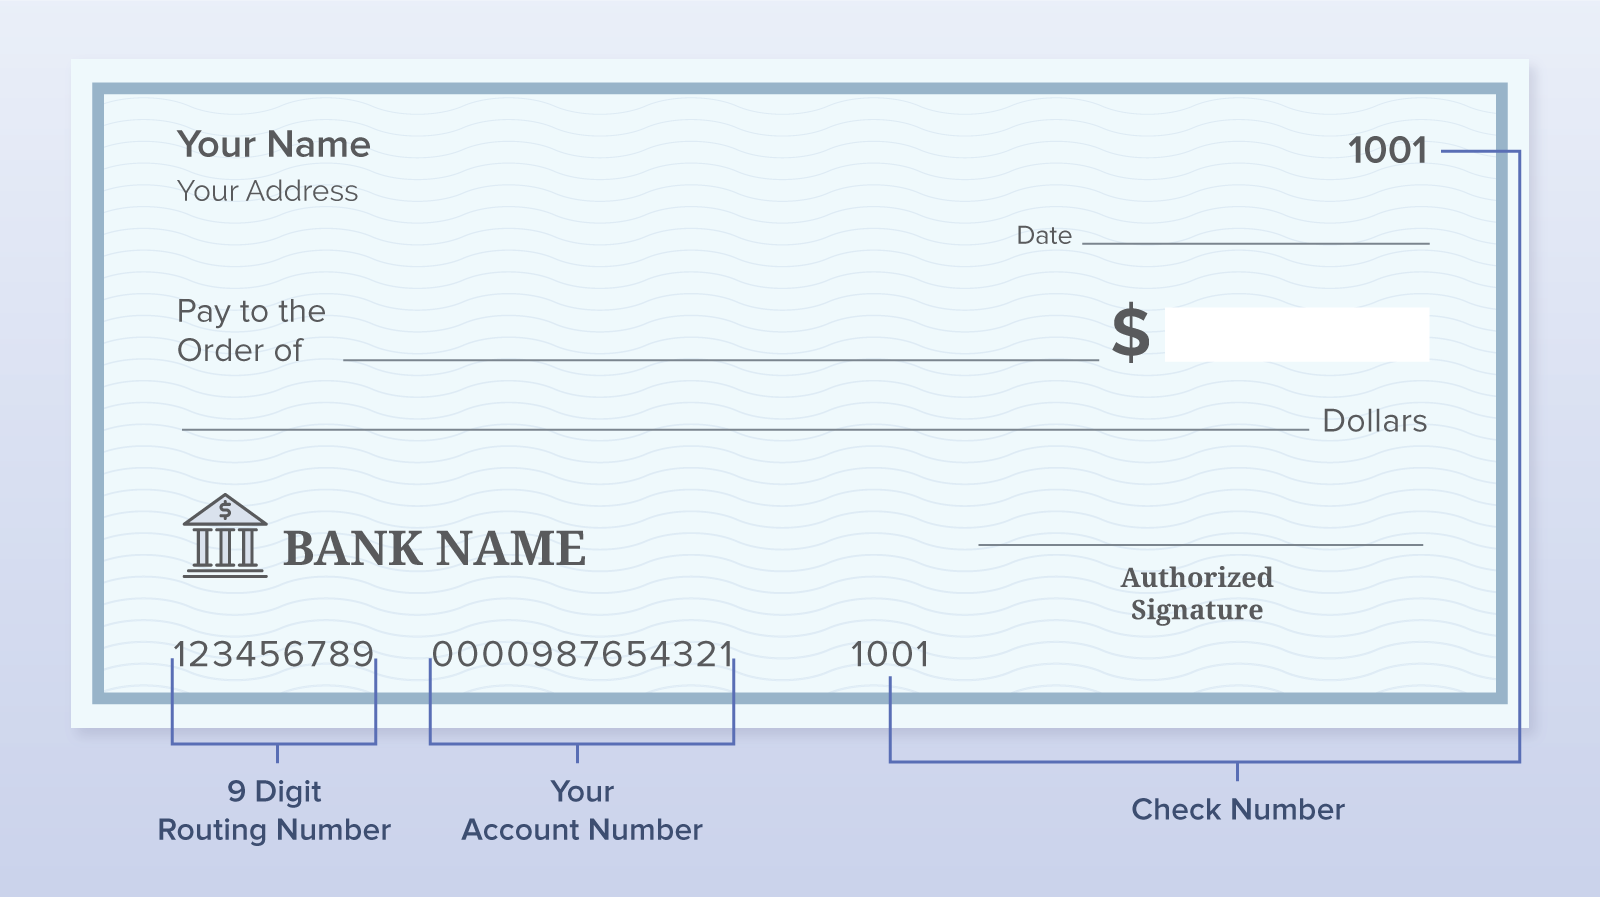 Your Name
1001
Your Address
Date
Pay to the
Order of
$
Dollars
$
BANK NAME
Authorized
Signature
123456789 0000987654321 1001
9 Digit
Routing Number
Your
Account Number
Check Number